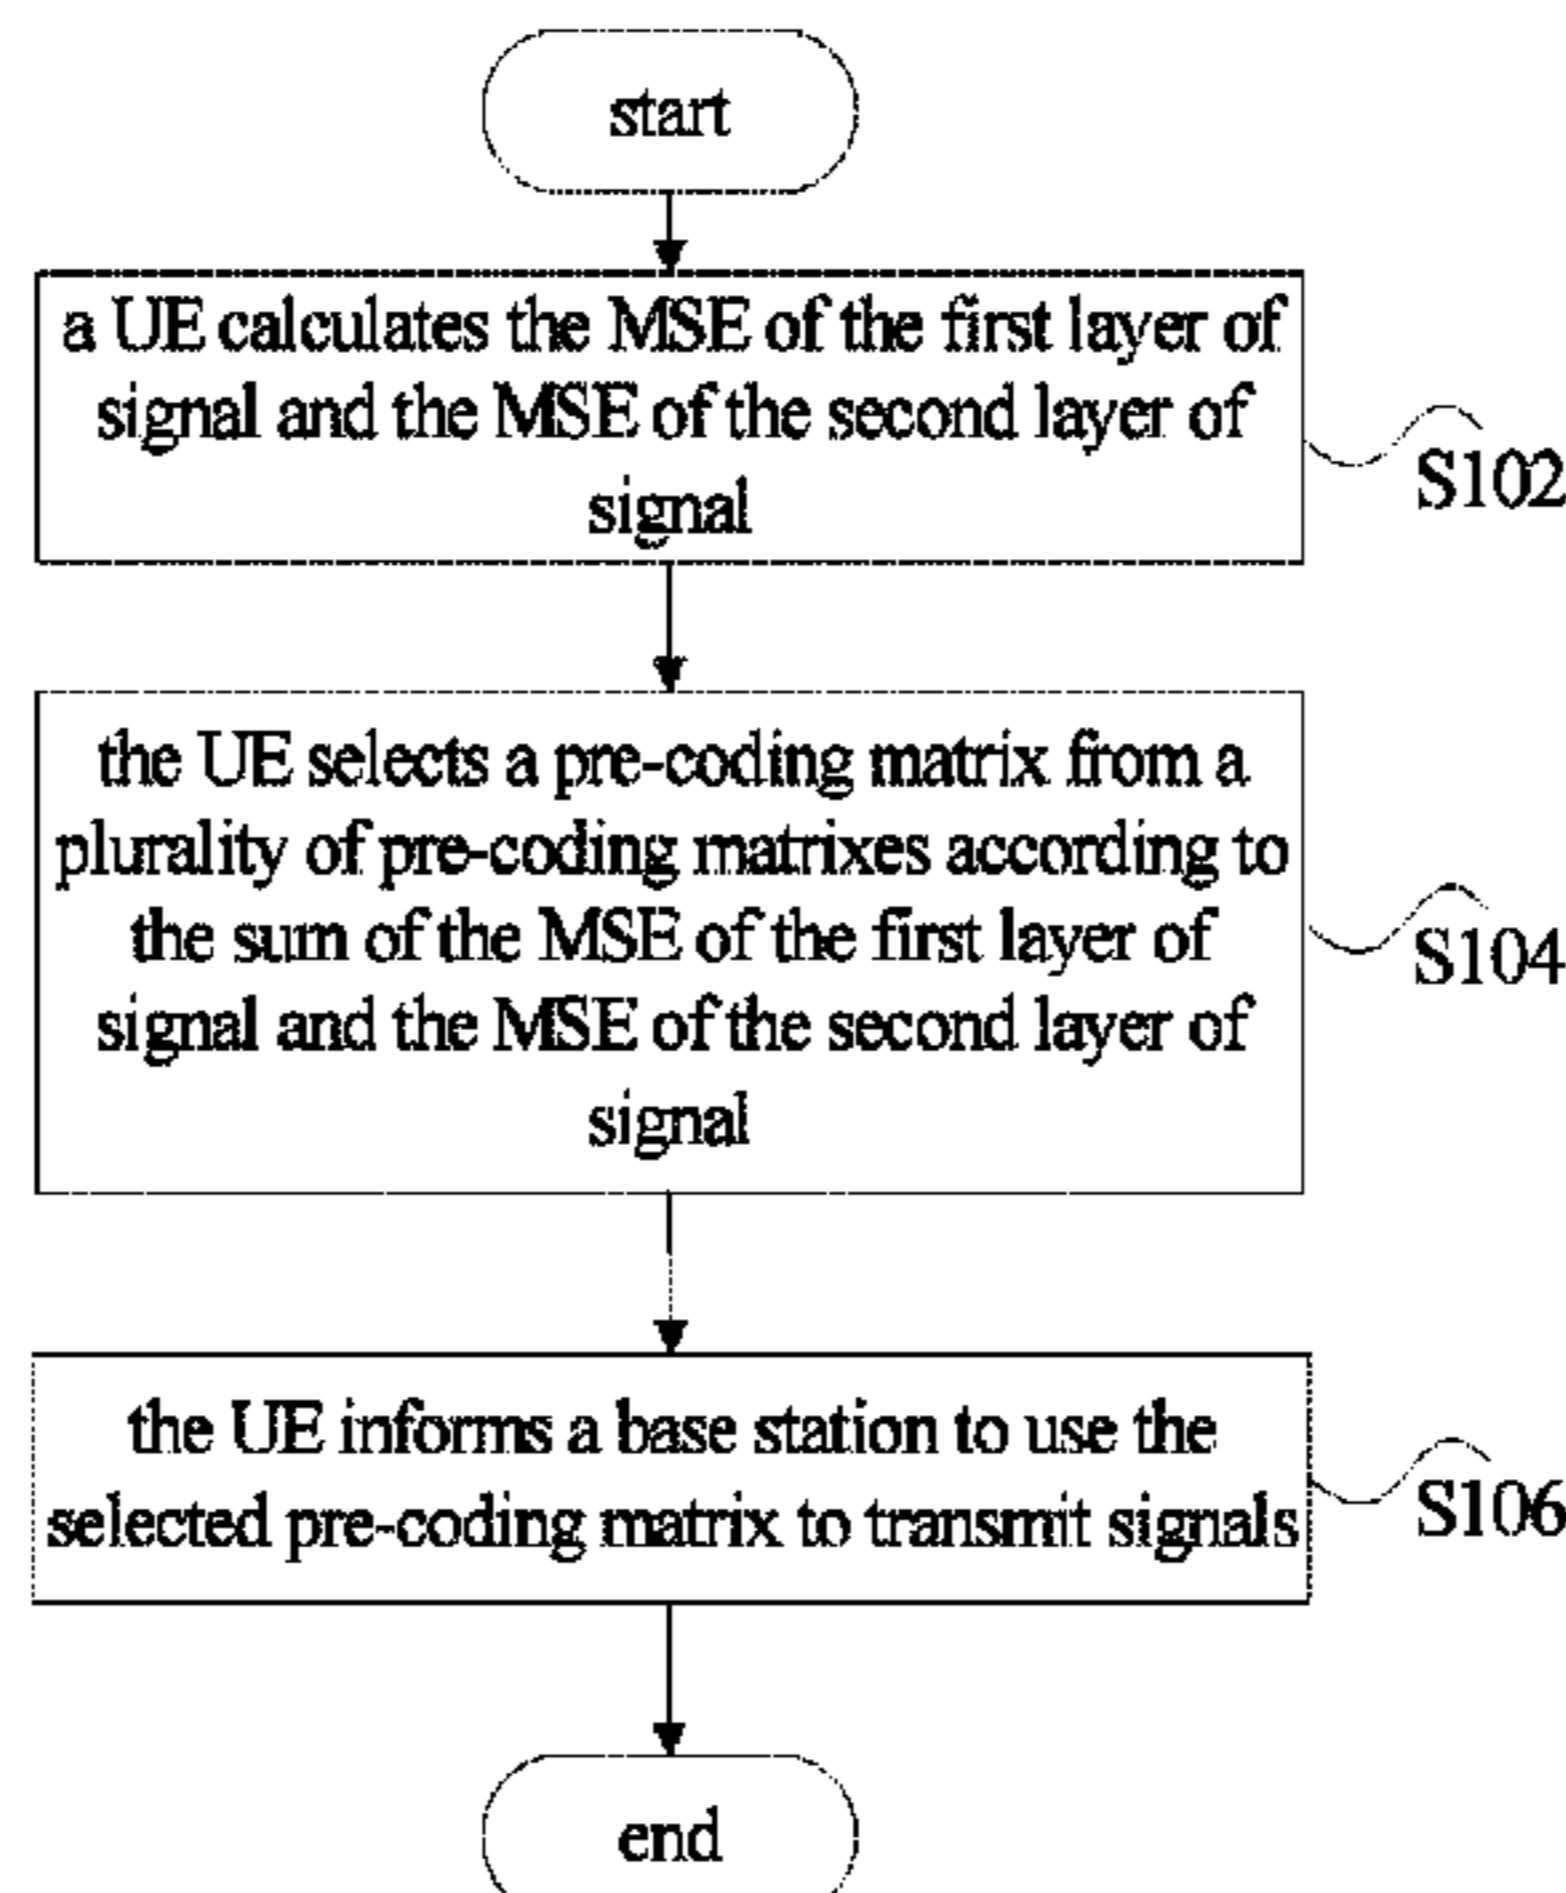 start
a UE calculates the MSE of the first layer of
signal and the MSE of the second layer of
signal
S102
the UE selects a pre-coding matrix from a
plurality of pre-coding matrixes according to
the sum of the MSE of the first layer of
signal and the MSE of the second layer of
signal
S104
the UE informs a base station to use the
selected pre-coding matrix to transmit signals
S106
end